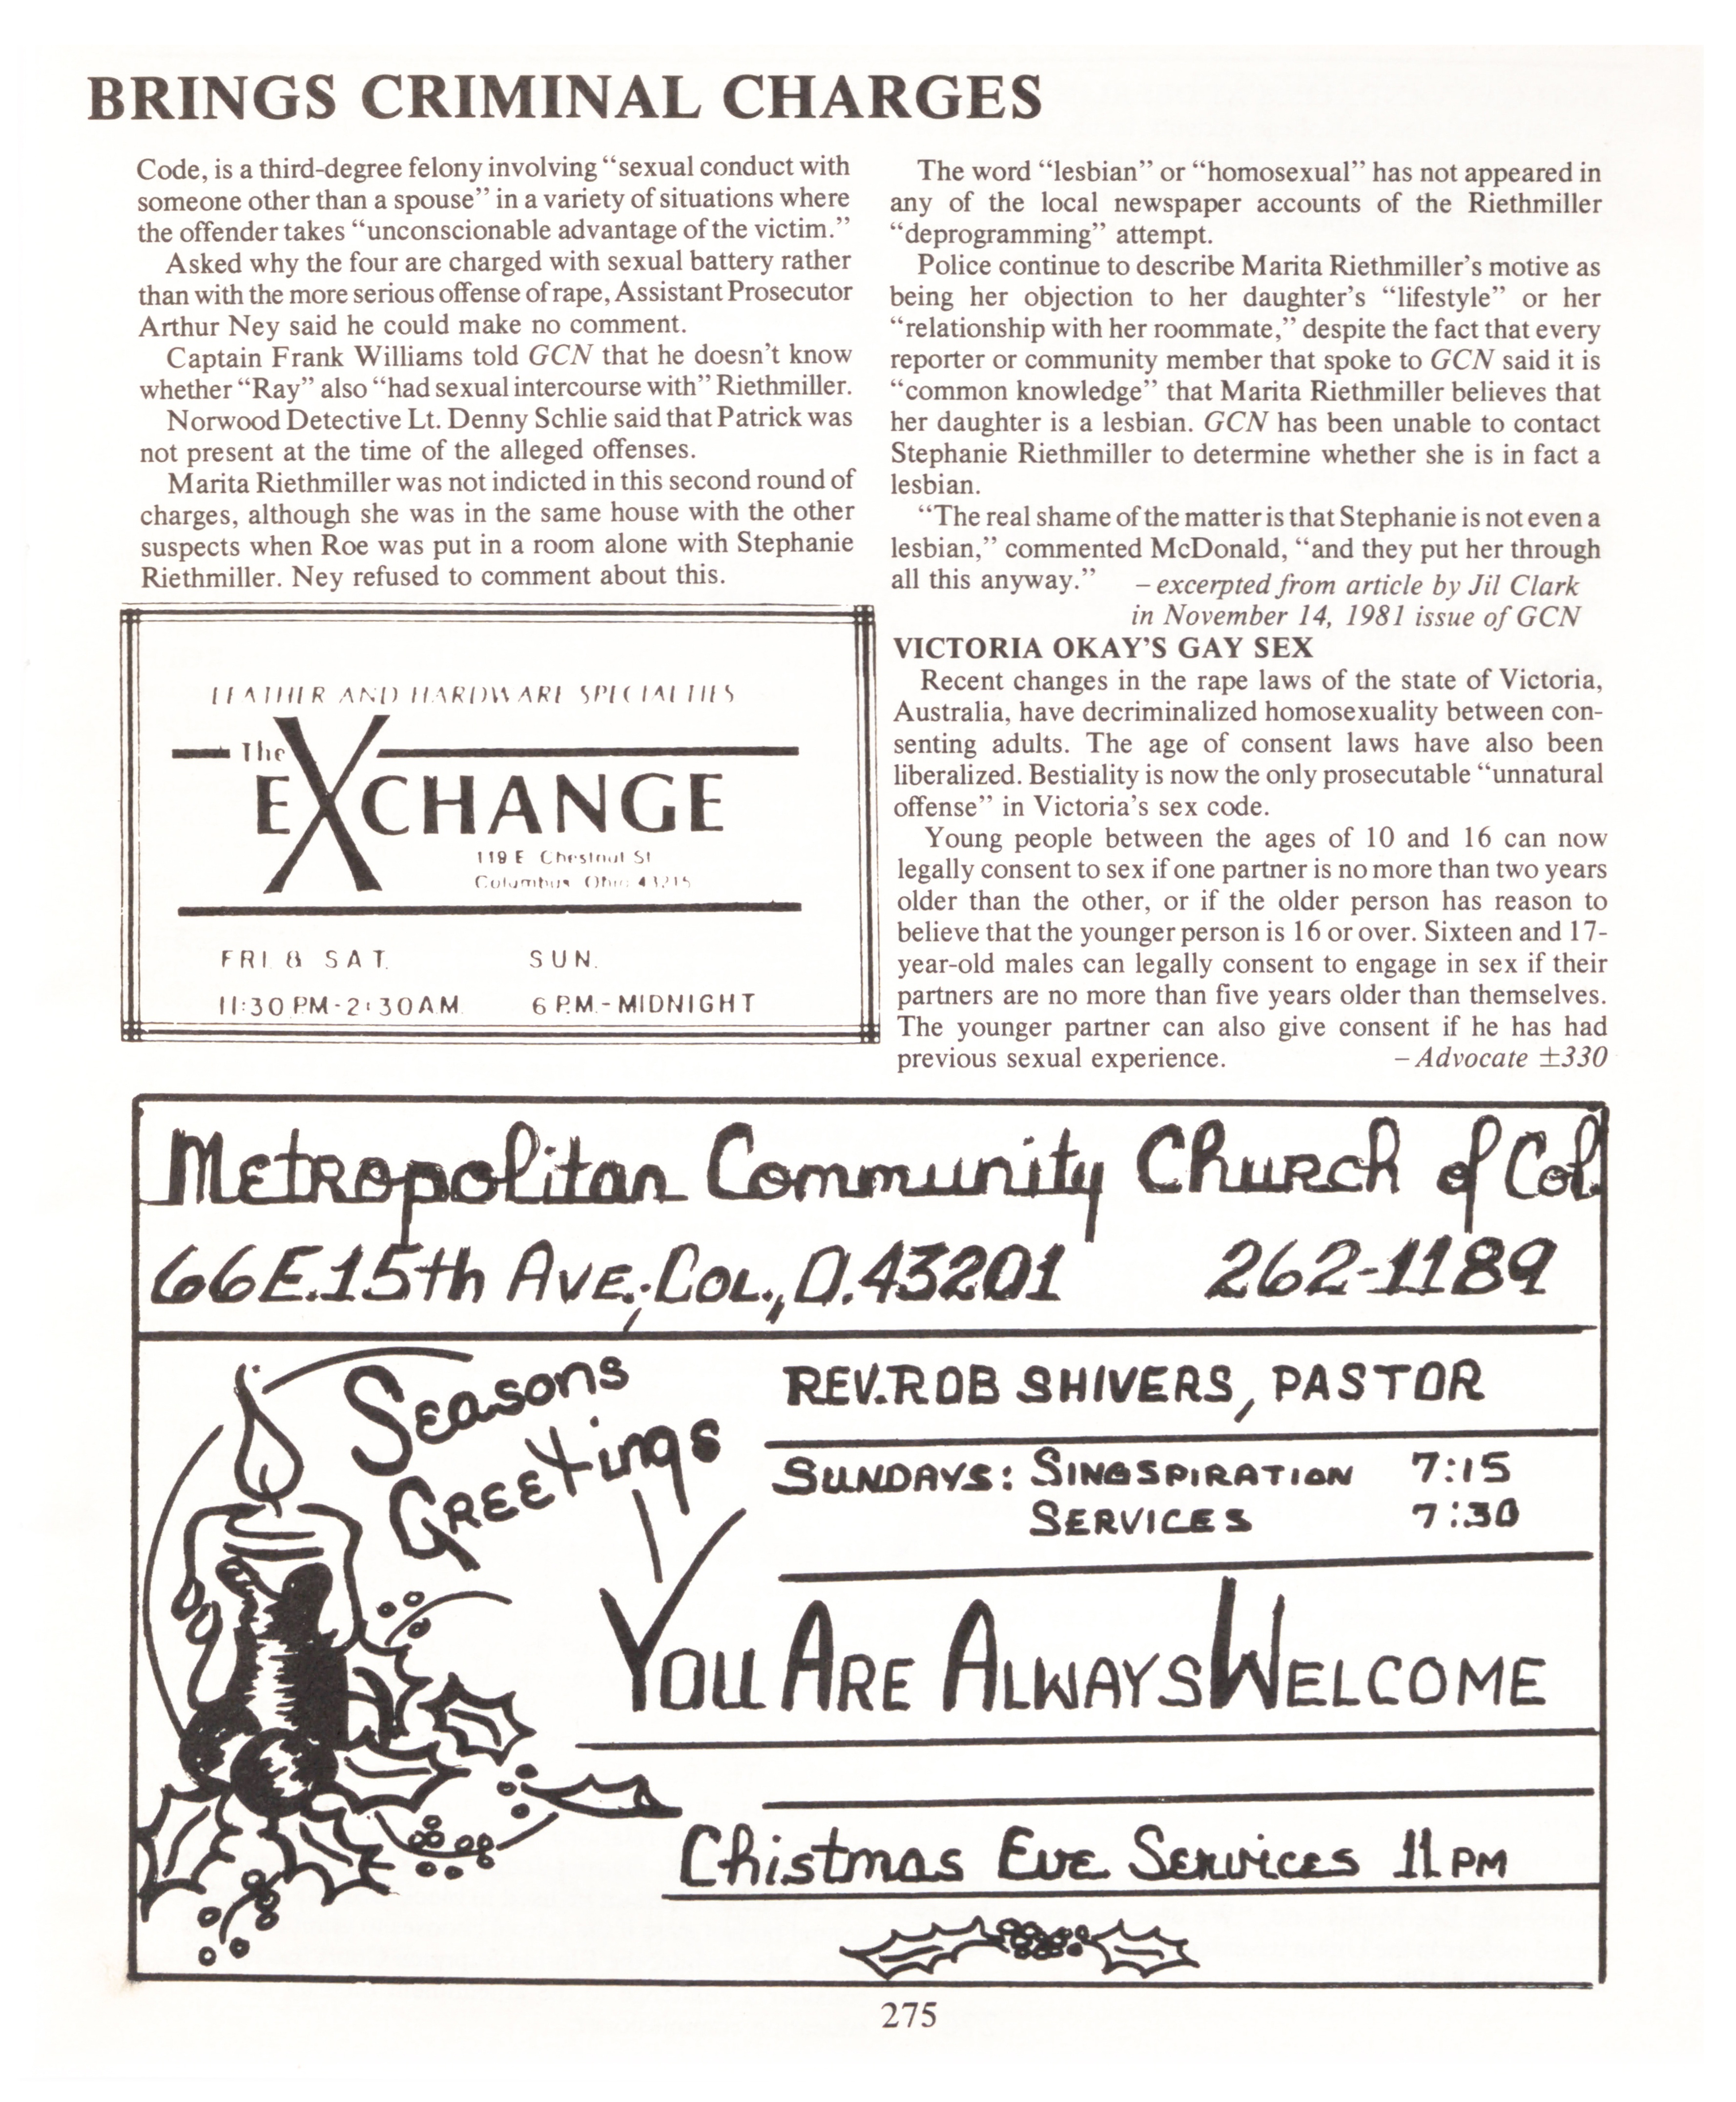 BRINGS CRIMINAL CHARGES
Code, is a third-degree felony involving “sexual conduct with
someone other than a spouse” in a variety of situations where
the offender takes “unconscionable advantage of the victim.”
Asked why the four are charged with sexual battery rather
than with the more serious offense of rape, Assistant Prosecutor
Arthur Ney said he could make no comment.
Captain Frank Williams told GCN that he doesn’t know
whether “Ray” also “had sexual intercourse with” Riethmiller.
Norwood Detective Lt. Denny Schlie said that Patrick was
not present at the time of the alleged offenses.
Marita Riethmiller was not indicted in this second round of
charges, although she was in the same house with the other
suspects when Roe was put in a room alone with Stephanie
Riethmiller. Ney refused to comment about this.
LEATHER AND HARDWARE SPECIALTIES
The
EXCHANGE
119 E Chestnut St
Columbus Ohio 43215
FRI & SAT. SUN.
11:30 P.M-2:30 A.M. 6 P.M.-MIDNIGHT
The word “lesbian” or “homosexual” has not appeared in
any of the local newspaper accounts of the Riethmiller
“deprogramming” attempt.
Police continue to describe Marita Riethmiller’s motive as
being her objection to her daughter’s “lifestyle” or her
“relationship with her roommate,” despite the fact that every
reporter or community member that spoke to GCN said it is
“common knowledge” that Marita Riethmiller believes that
her daughter is a lesbian. GCN has been unable to contact
Stephanie Riethmiller to determine whether she is in fact a
lesbian.
“The real shame of the matter is that Stephanie is not even a
lesbian,” commented McDonald, “and they put her through
all this anyway.” – excerpted from article by Jil Clark
in November 14, 1981 issue of GCN
VICTORIA OKAY’S GAY SEX
Recent changes in the rape laws of the state of Victoria,
Australia, have decriminalized homosexuality between con-
senting adults. The age of consent laws have also been
liberalized. Bestiality is now the only prosecutable “unnatural
offense” in Victoria’s sex code.
Young people between the ages of 10 and 16 can now
legally consent to sex if one partner is no more than two years
older than the other, or if the older person has reason to
believe that the younger person is 16 or over. Sixteen and 17-
year-old males can legally consent to engage in sex if their
partners are no more than five years older than themselves.
The younger partner can also give consent if he has had
previous sexual experience. – Advocate ±330
Metropolitan Community Church of Col.
66 E. 15th Ave.; Col., O. 43201 262-1189
Seasons
Greetings
REV. ROB SHIVERS, PASTOR
SUNDAYS: SINGSPIRATION 7:15
SERVICES 7:30
YOU ARE ALWAYS WELCOME
Chistmas Eve Services 11 PM
275